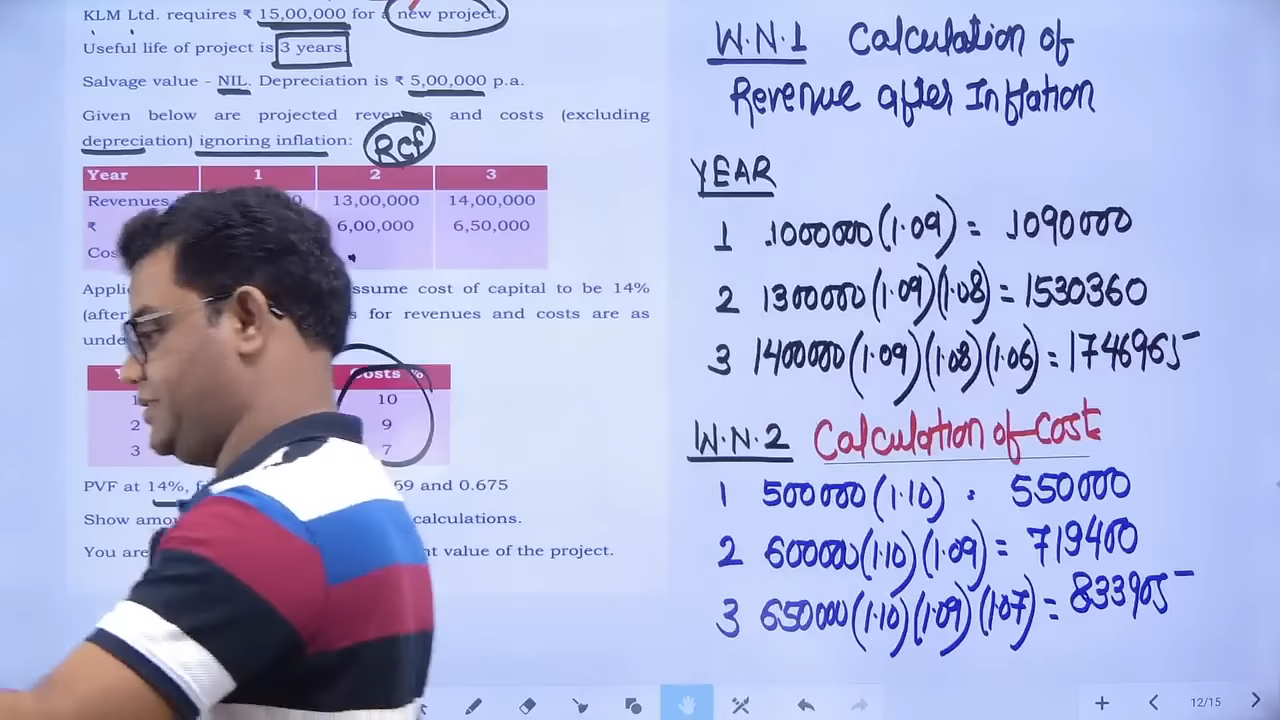 KLM Ltd. requires ₹ 15,00,000 for a new project.
Useful life of project is 3 years.
Salvage value - NIL. Depreciation is ₹ 5,00,000 p.a.
Given below are projected revenues and costs (excluding
depreciation) ignoring inflation:
RCf
Year 1 2 3
Revenues 13,00,000 14,00,000
₹ 6,00,000 6,50,000
assume cost of capital to be 14%
for revenues and costs are as
Costs %
1 10
2 9
3 7
PVF at 14%, 69 and 0.675
Show calculations.
You are value of the project.
W.N.1 Calculation of
Revenue after Inflation
YEAR
1 1000000(1.09) = 1090000
2 1300000(1.09)(1.08) = 1530360
3 1400000(1.09)(1.08)(1.06) = 1746965-
W.N.2 Calculation of Cost
1 500000(1.10) = 550000
2 600000(1.10)(1.09) = 719400
3 650000(1.10)(1.09)(1.07) = 833905-
12/15